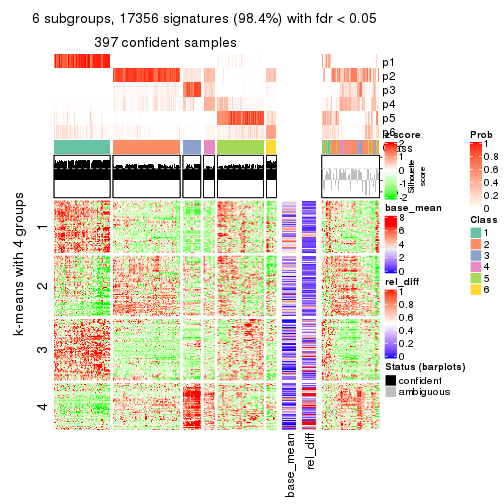 6 subgroups, 17356 signatures (98.4%) with fdr < 0.05
397 confident samples
p1
p2
p3
p4
p5
p6
Class
Silhouette
score
k-means with 4 groups
1
2
3
4
base_mean
rel_diff
z-score
2
1
0
-1
-2
base_mean
8
6
4
2
0
rel_diff
1
0.8
0.6
0.4
0.2
0
Status (barplots)
confident
ambiguous
Prob
1
0.8
0.6
0.4
0.2
0
Class
1
2
3
4
5
6